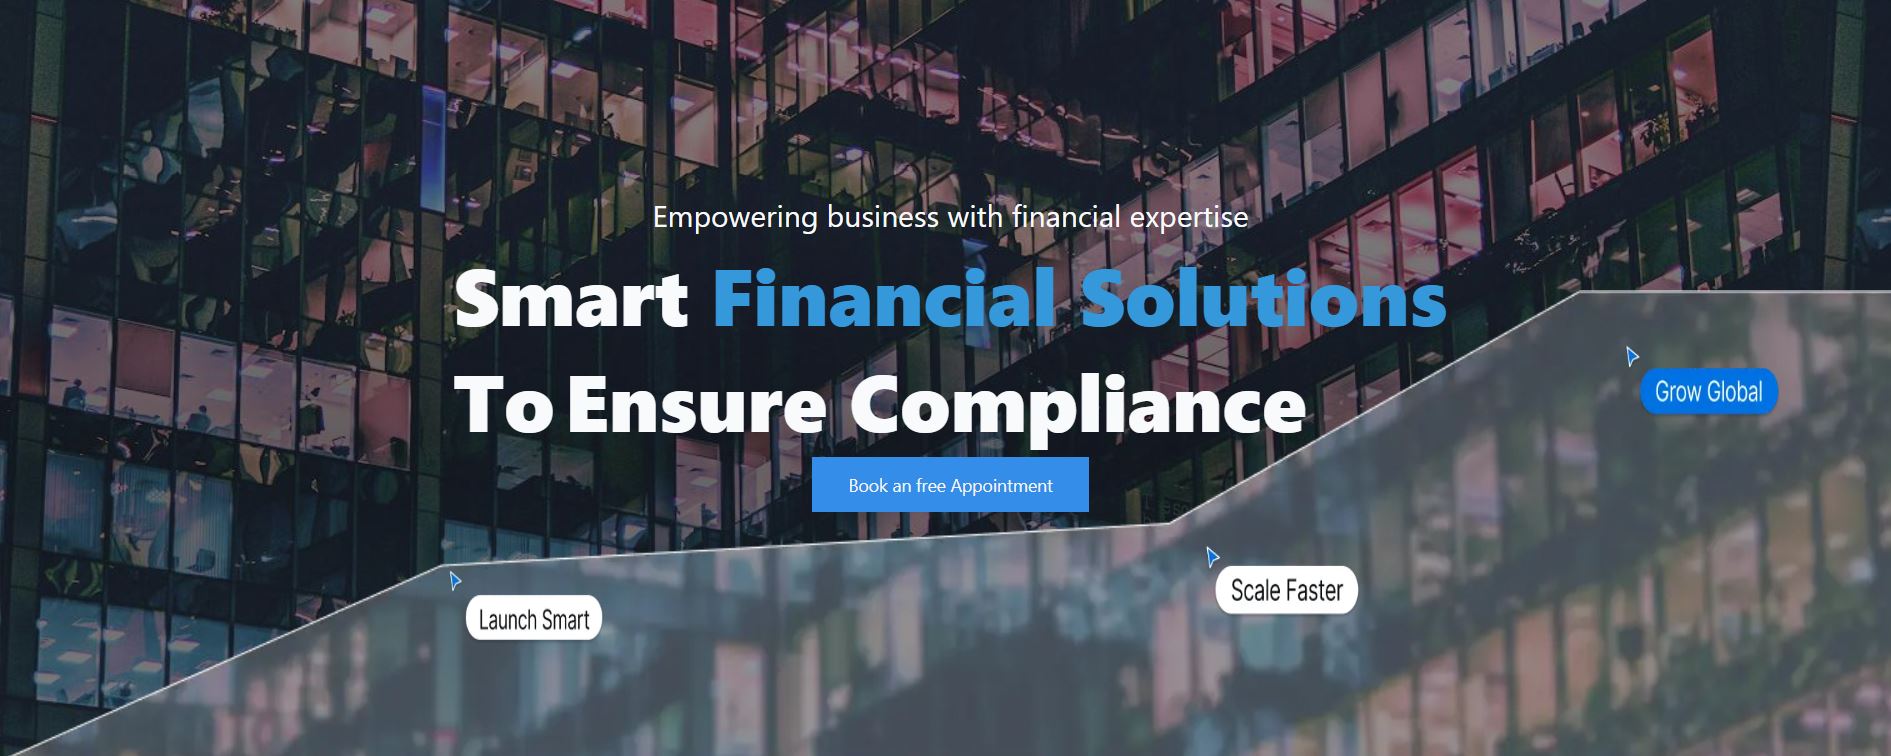 Empowering business with financial expertise
Smart Financial Solutions
To Ensure Compliance
Book an free Appointment
Grow Global
Scale Faster
Launch Smart